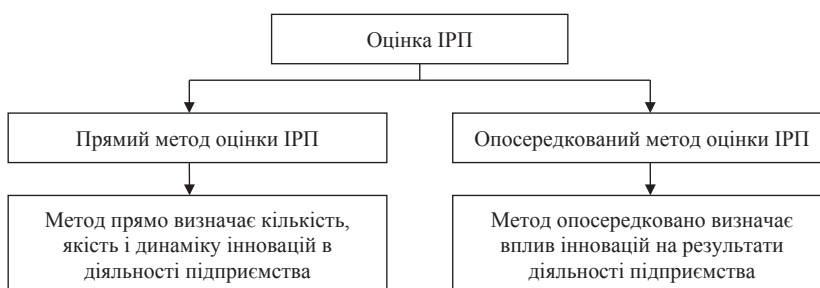 Оцінка ІРП
Прямий метод оцінки ІРП
Опосередкований метод оцінки ІРП
Метод прямо визначає кількість,
якість і динаміку інновацій в
діяльності підприємства
Метод опосередковано визначає
вплив інновацій на результати
діяльності підприємства